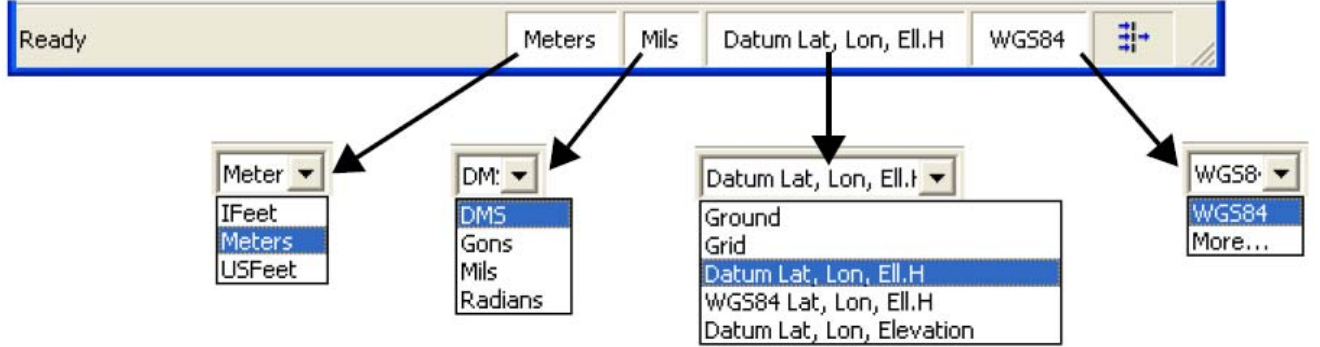 Ready Meters Mils Datum Lat, Lon, Ell.H WGS84
Meter
IFeet
Meters
USFeet
DMS
DMS
Gons
Mils
Radians
Datum Lat, Lon, Ell.H
Ground
Grid
Datum Lat, Lon, Ell.H
WGS84 Lat, Lon, Ell.H
Datum Lat, Lon, Elevation
WGS8
WGS84
More...